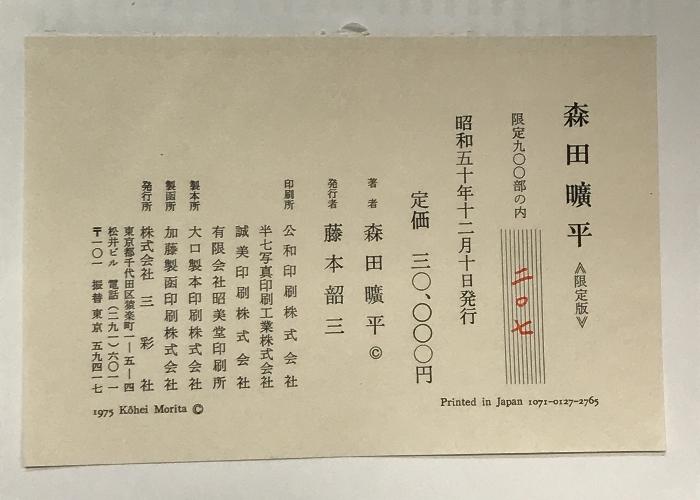 森田曠平《限定版》
限定九〇〇部の内
二〇七
昭和五十年十二月十日発行
定価 三〇、〇〇〇円
著者 森田曠平 ©
発行者 藤本韶三
印刷所 公和印刷株式会社
半七写真印刷工業株式会社
誠美印刷株式会社
有限会社昭美堂印刷所
製本所 大口製本印刷株式会社
製函所 加藤製函印刷株式会社
発行所 株式会社三彩社
東京都千代田区猿楽町一—五—四
松井ビル 電話(二九一)六〇一一
〒一〇一 振替 東京 五九四一七
Printed in Japan 1071-0127-2765
1975 Kōhei Morita ©